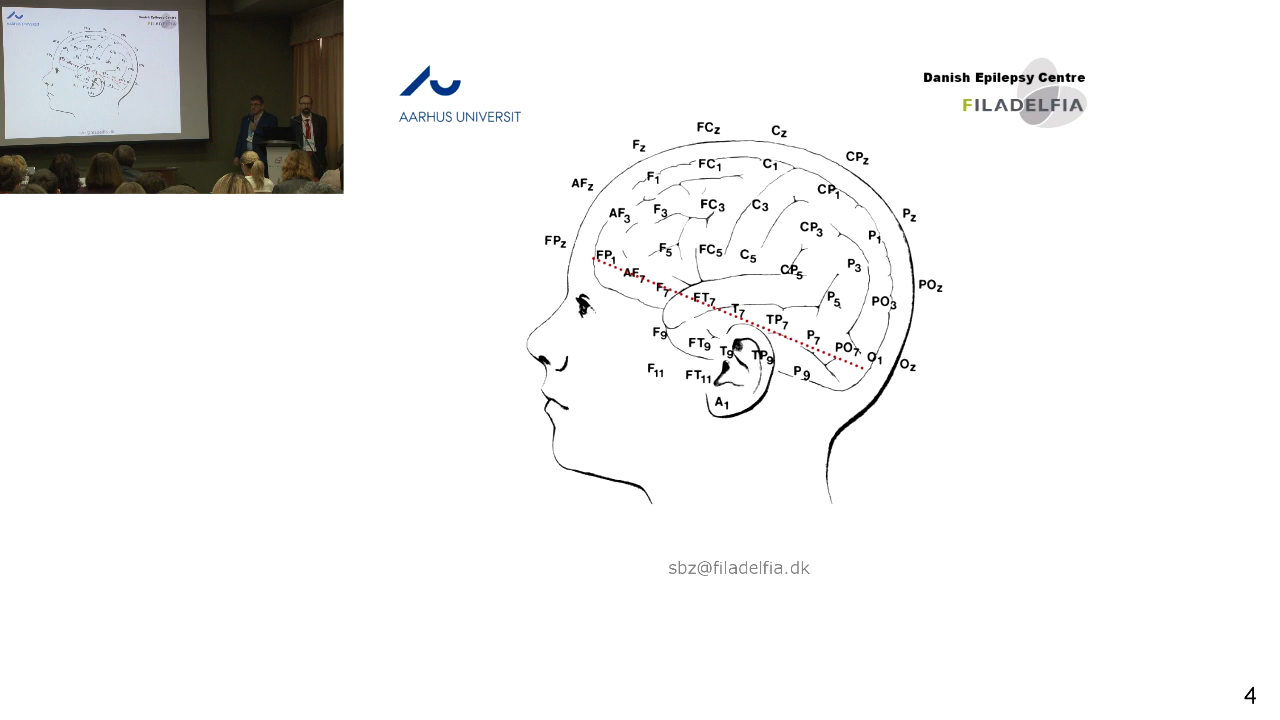 AARHUS UNIVERSIT
Danish Epilepsy Centre
FILADELFIA
FCz
Cz
Fz
CPz
FC1
C1
F1
AFz
CP1
AF3
F3
FC3
C3
Pz
CP3
P1
FPz
F5
FC5
C5
FP1
P3
AF7
CP5
F7
POz
FT7
P5
PO3
T7
TP7
F9
P7
FT9
PO7
T9
TP9
O1
Oz
F11
FT11
P9
A1
sbz@filadelfia.dk
4